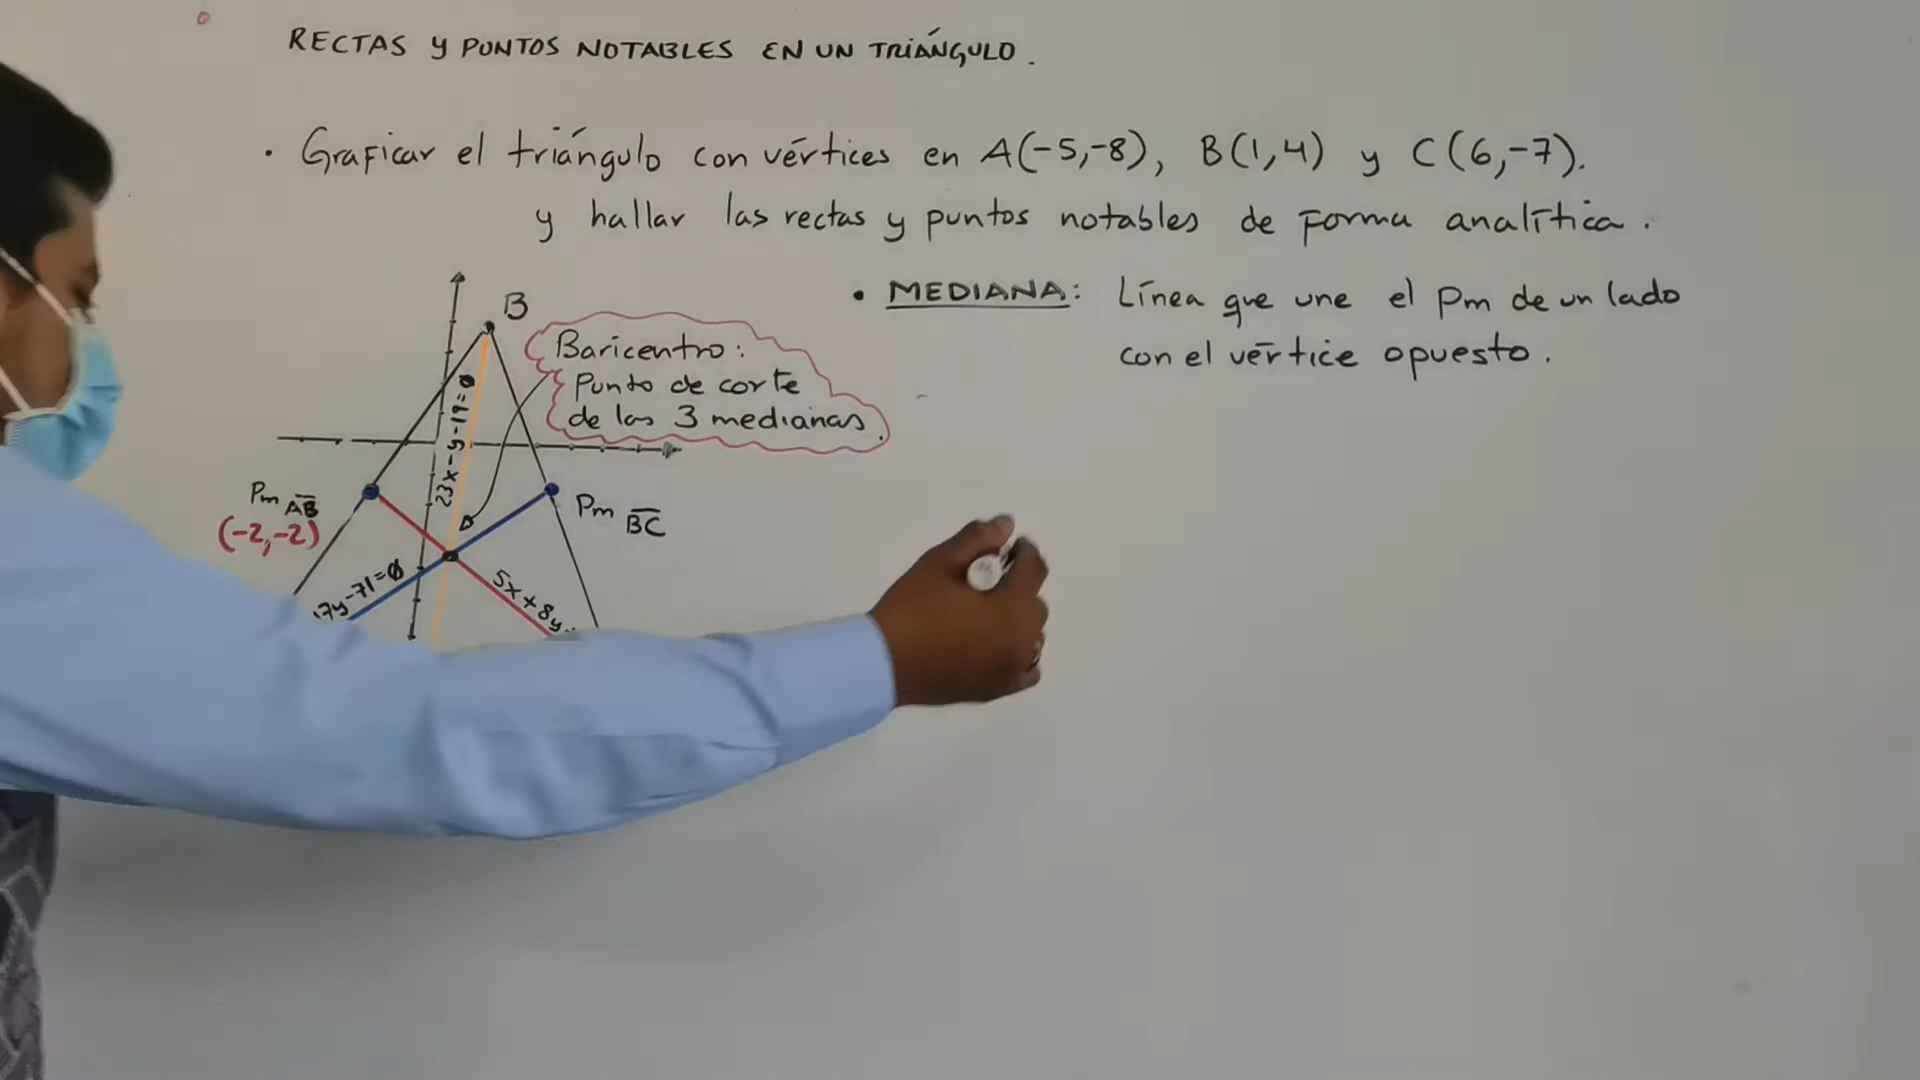 RECTAS y PUNTOS NOTABLES EN UN TRIÁNGULO.
• Graficar el triángulo con vértices en A(-5,-8), B(1,4) y C(6,-7).
y hallar las rectas y puntos notables de forma analítica.
• MEDIANA: Línea que une el Pm de un lado
con el vértice opuesto.
B
Baricentro:
Punto de corte
de las 3 medianas.
23x-y-19=0
Pm AB
(-2,-2)
Pm BC
7y-71=0
5x+8y